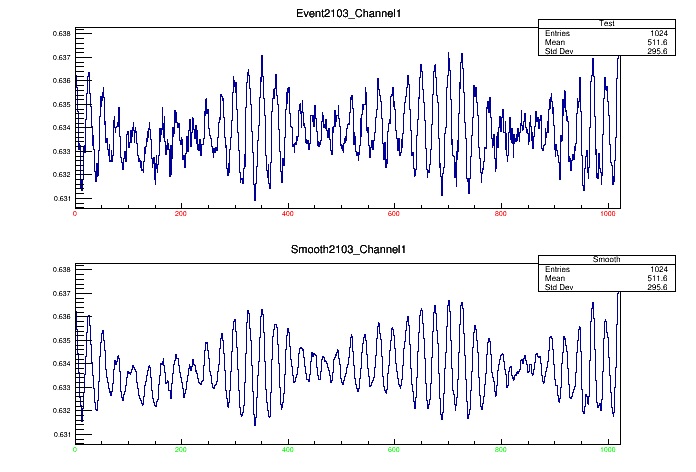 Event2103_Channel1
Test
Entries 1024
Mean 511.6
Std Dev 295.6
0.638
0.637
0.636
0.635
0.634
0.633
0.632
0.631
0 200 400 600 800 1000
Smooth2103_Channel1
Smooth
Entries 1024
Mean 511.6
Std Dev 295.6
0.638
0.637
0.636
0.635
0.634
0.633
0.632
0.631
0 200 400 600 800 1000